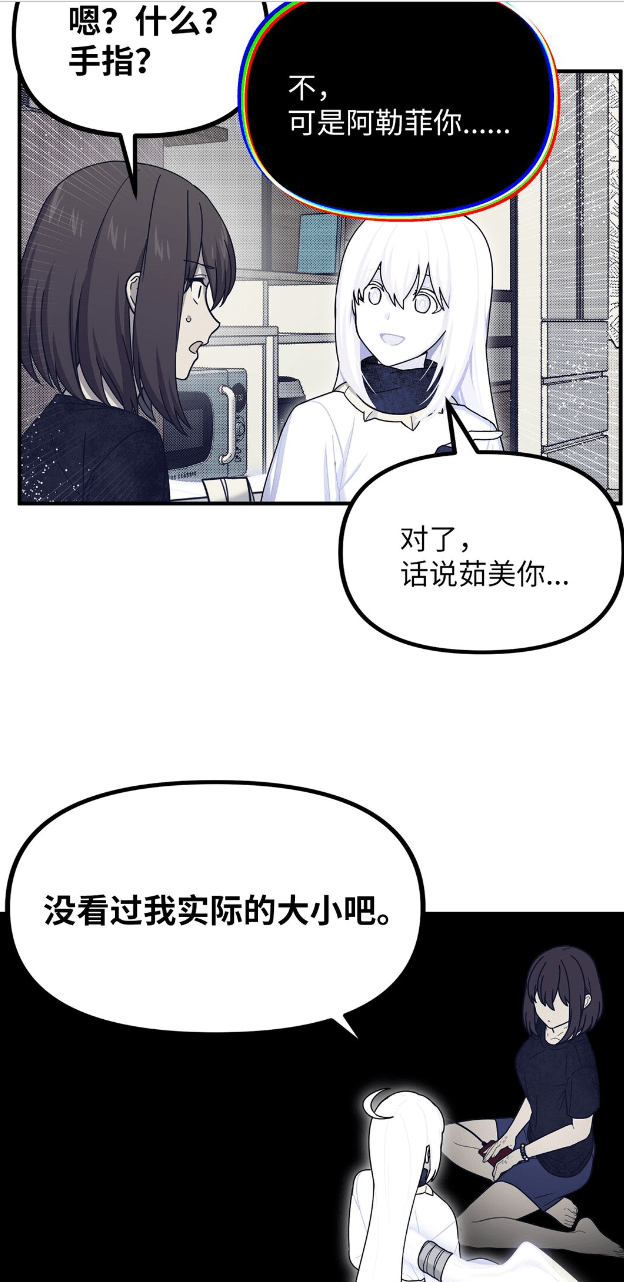 嗯？什么？
手指？
不，
可是阿勒菲你……
对了，
话说茹美你...
没看过我实际的大小吧。